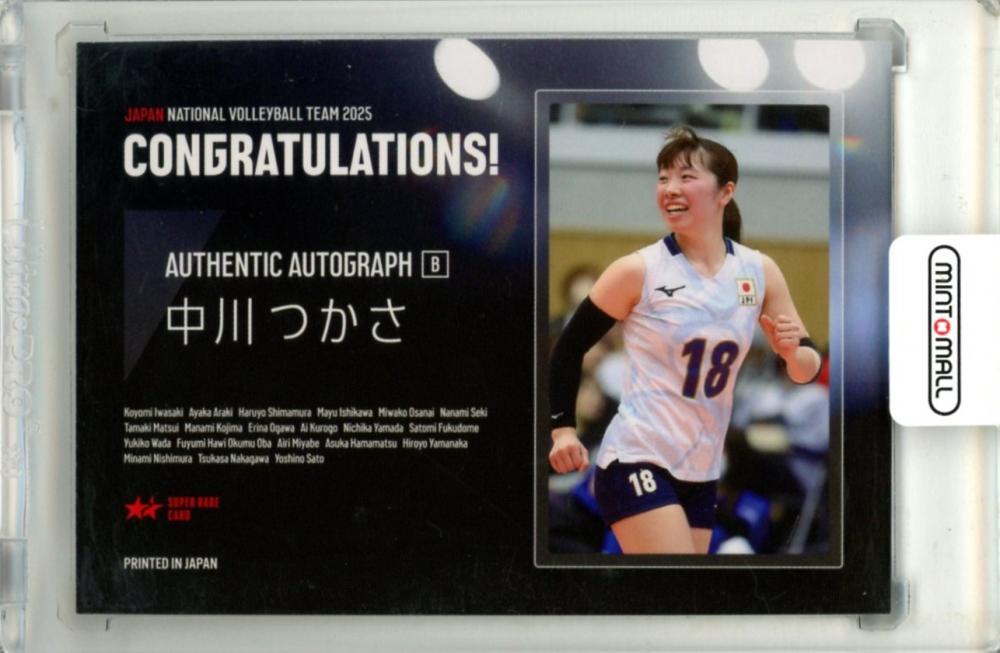 JAPAN NATIONAL VOLLEYBALL TEAM 2025
CONGRATULATIONS!
AUTHENTIC AUTOGRAPH B
中川つかさ
Koyomi Iwasaki Ayaka Araki Haruyo Shimamura Mayu Ishikawa Miwako Osanai Nanami Seki
Tamaki Matsui Manami Kojima Erina Ogawa Ai Kurogo Nichika Yamada Satomi Fukudome
Yukiko Wada Fuyumi Hawi Okumu Oba Airi Miyabe Asuka Hamamatsu Hiroyo Yamanaka
Minami Nishimura Tsukasa Nakagawa Yoshino Sato
SUPER RARE
CARD
PRINTED IN JAPAN
18
18
MINT MALL